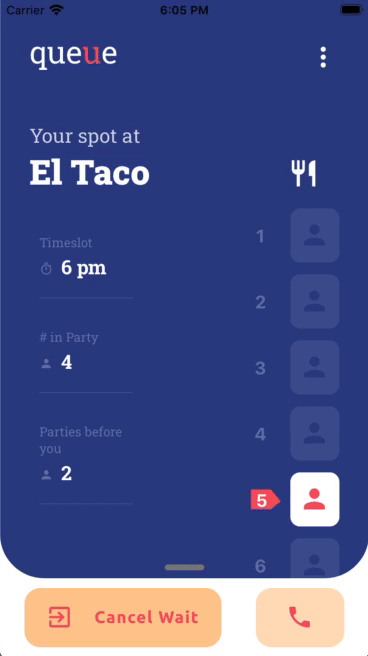 Carrier
6:05 PM
queue
Your spot at
El Taco
Timeslot
6 pm
# in Party
4
Parties before
you
2
1
2
3
4
5
6
Cancel Wait